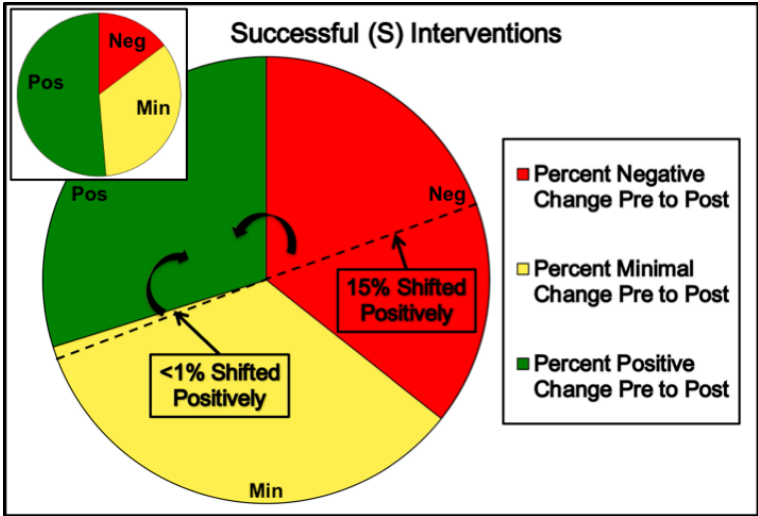 Successful (S) Interventions
Neg
Pos
Min
Pos
Neg
15% Shifted
Positively
<1% Shifted
Positively
Min
Percent Negative
Change Pre to Post
Percent Minimal
Change Pre to Post
Percent Positive
Change Pre to Post